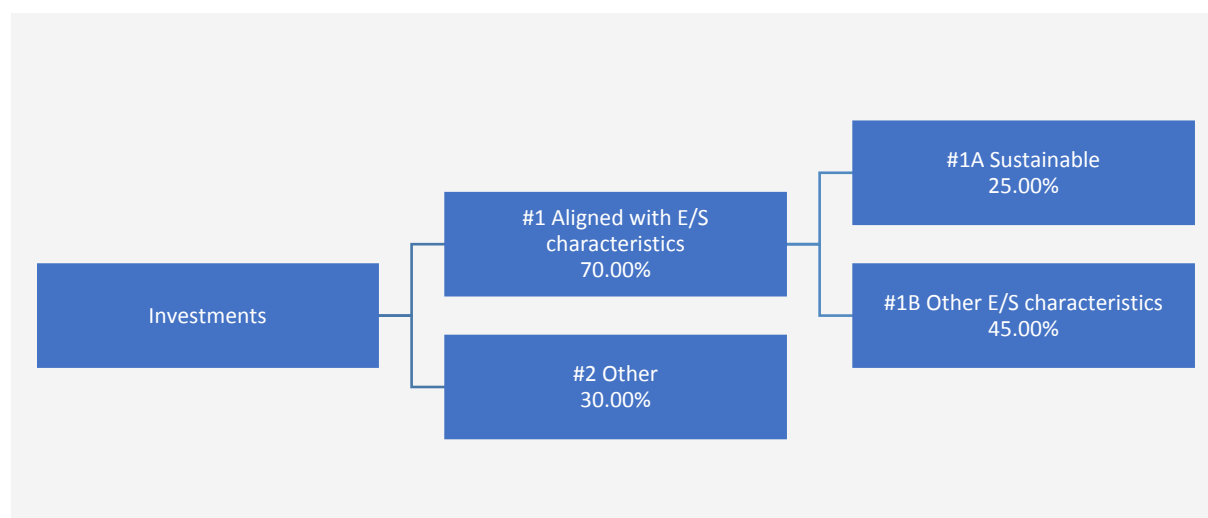 Investments
#1 Aligned with E/S
characteristics
70.00%
#2 Other
30.00%
#1A Sustainable
25.00%
#1B Other E/S characteristics
45.00%